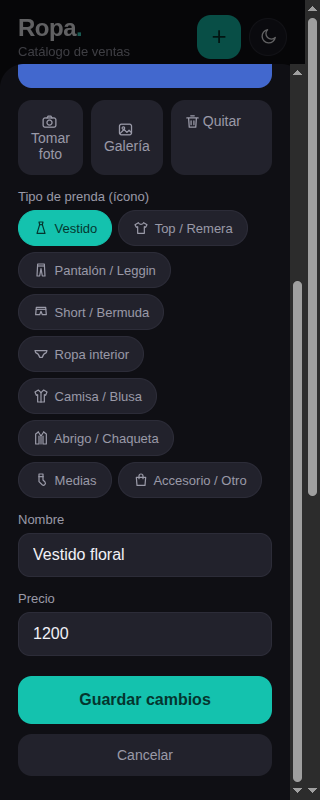 Ropa.
Catálogo de ventas
Tomar
foto
Galería
Quitar
Tipo de prenda (ícono)
Vestido
Top / Remera
Pantalón / Leggin
Short / Bermuda
Ropa interior
Camisa / Blusa
Abrigo / Chaqueta
Medias
Accesorio / Otro
Nombre
Vestido floral
Precio
1200
Guardar cambios
Cancelar